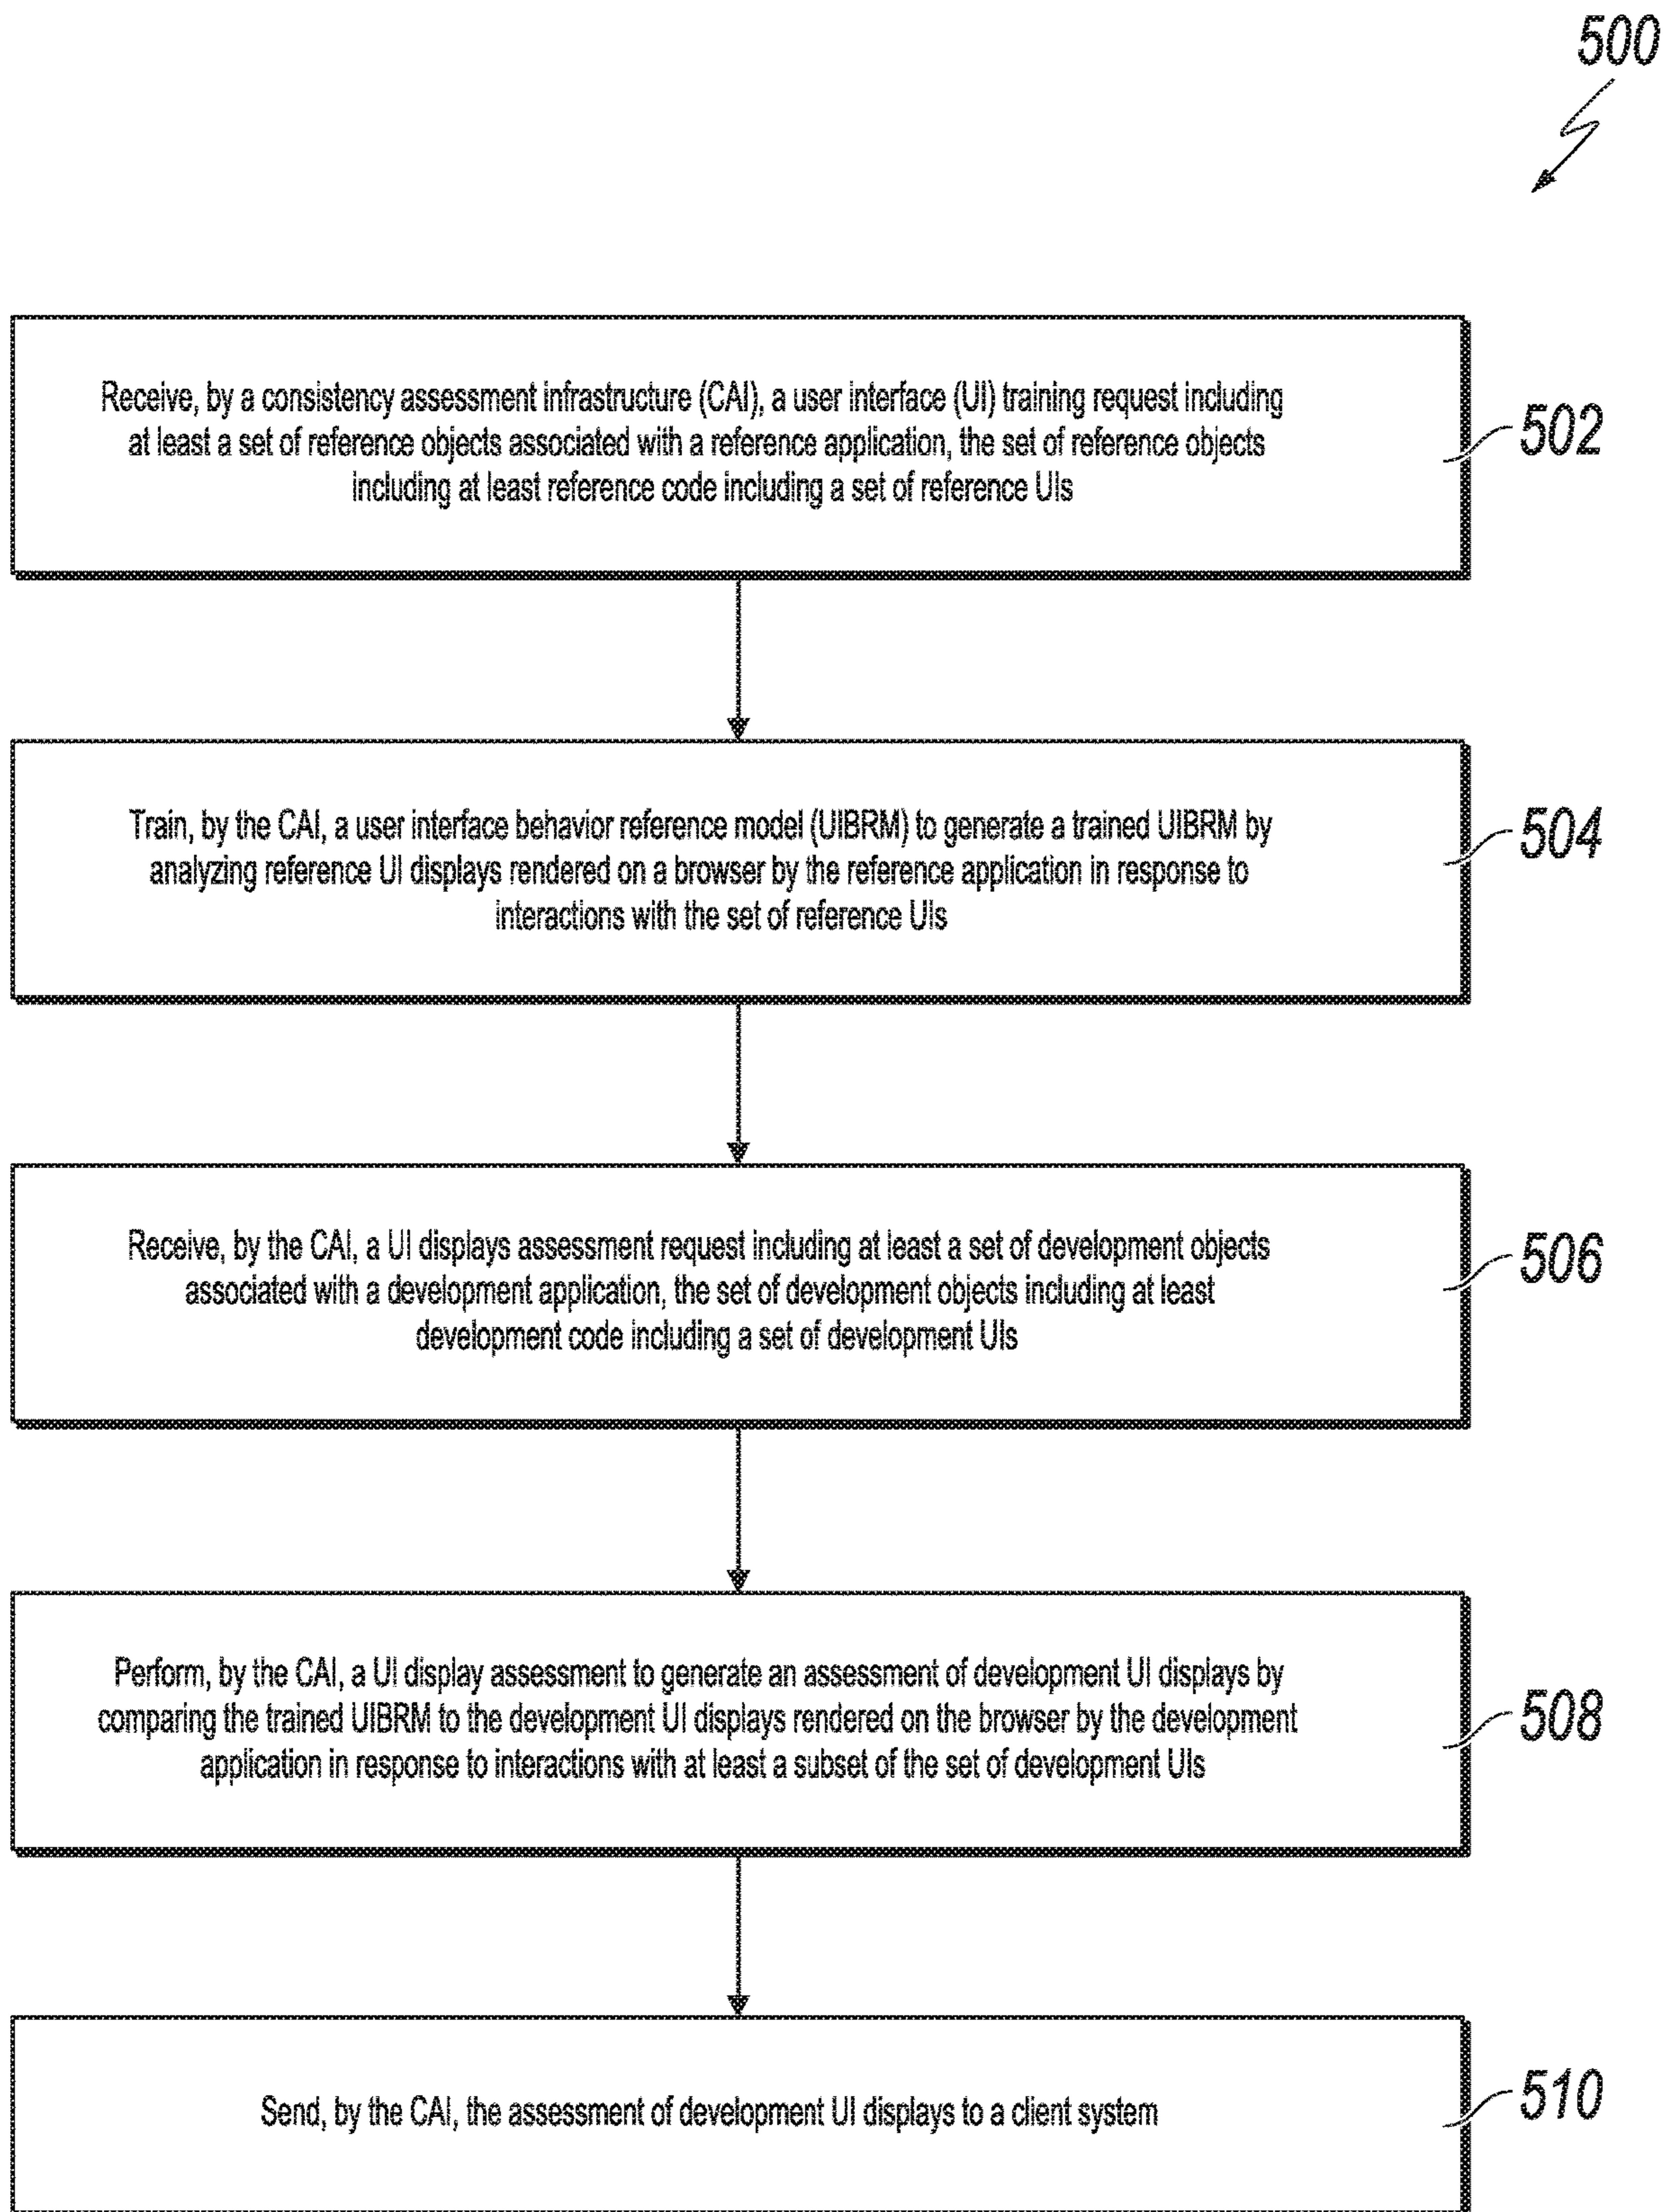 500
Receive, by a consistency assessment infrastructure (CAI), a user interface (UI) training request including
at least a set of reference objects associated with a reference application, the set of reference objects
including at least reference code including a set of reference UIs
502
Train, by the CAI, a user interface behavior reference model (UIBRM) to generate a trained UIBRM by
analyzing reference UI displays rendered on a browser by the reference application in response to
interactions with the set of reference UIs
504
Receive, by the CAI, a UI displays assessment request including at least a set of development objects
associated with a development application, the set of development objects including at least
development code including a set of development UIs
506
Perform, by the CAI, a UI display assessment to generate an assessment of development UI displays by
comparing the trained UIBRM to the development UI displays rendered on the browser by the development
application in response to interactions with at least a subset of the set of development UIs
508
Send, by the CAI, the assessment of development UI displays to a client system
510